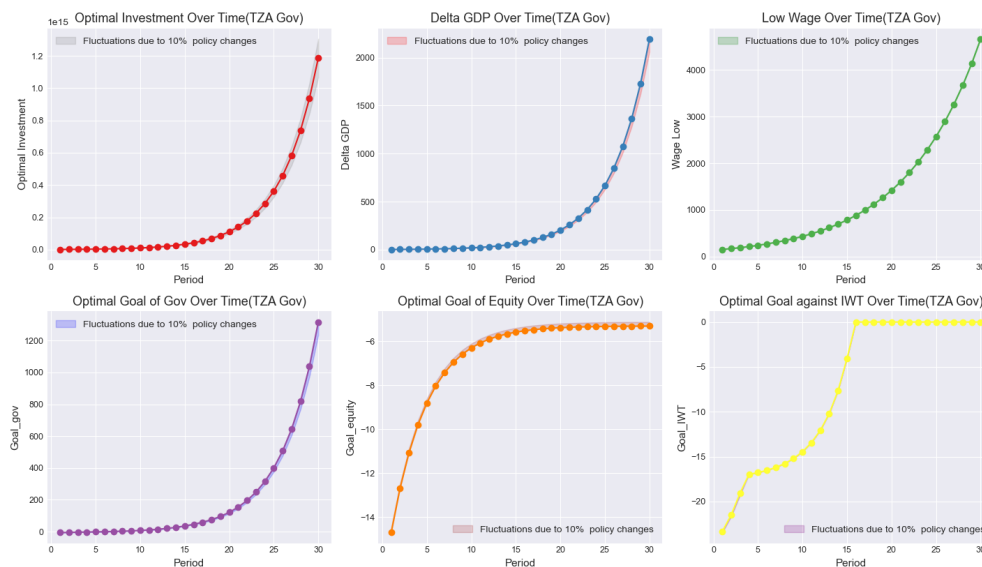 Optimal Investment Over Time(TZA Gov)
1e15
Fluctuations due to 10%  policy changes
1.2
1.0
0.8
0.6
0.4
0.2
0.0
Optimal Investment
0 5 10 15 20 25 30
Period
Delta GDP Over Time(TZA Gov)
Fluctuations due to 10%  policy changes
2000
1500
1000
500
0
Delta GDP
0 5 10 15 20 25 30
Period
Low Wage Over Time(TZA Gov)
Fluctuations due to 10%  policy changes
4000
3000
2000
1000
0
Wage Low
0 5 10 15 20 25 30
Period
Optimal Goal of Gov Over Time(TZA Gov)
Fluctuations due to 10%  policy changes
1200
1000
800
600
400
200
0
Goal_gov
0 5 10 15 20 25 30
Period
Optimal Goal of Equity Over Time(TZA Gov)
−6
−8
−10
−12
−14
Goal_equity
Fluctuations due to 10%  policy changes
0 5 10 15 20 25 30
Period
Optimal Goal against IWT Over Time(TZA Gov)
0
−5
−10
−15
−20
Goal_IWT
Fluctuations due to 10%  policy changes
0 5 10 15 20 25 30
Period